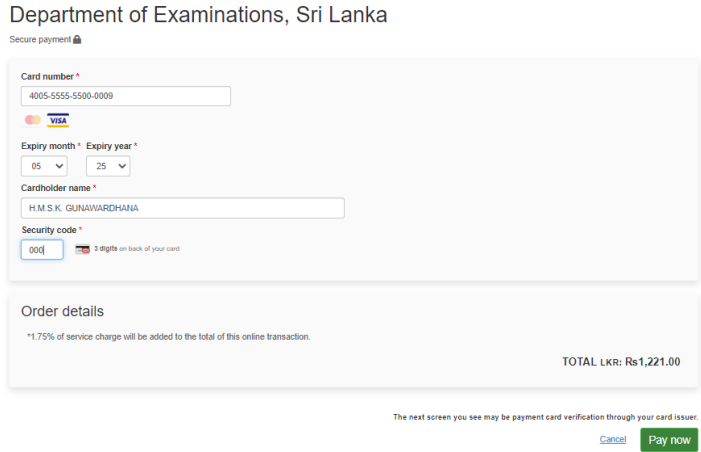 Department of Examinations, Sri Lanka
Secure payment
Card number *
4005-5555-5500-0009
VISA
Expiry month * Expiry year *
05 25
Cardholder name *
H.M.S.K. GUNAWARDHANA
Security code *
000 3 digits on back of your card
Order details
*1.75% of service charge will be added to the total of this online transaction.
TOTAL LKR: Rs1,221.00
The next screen you see may be payment card verification through your card issuer.
Cancel Pay now